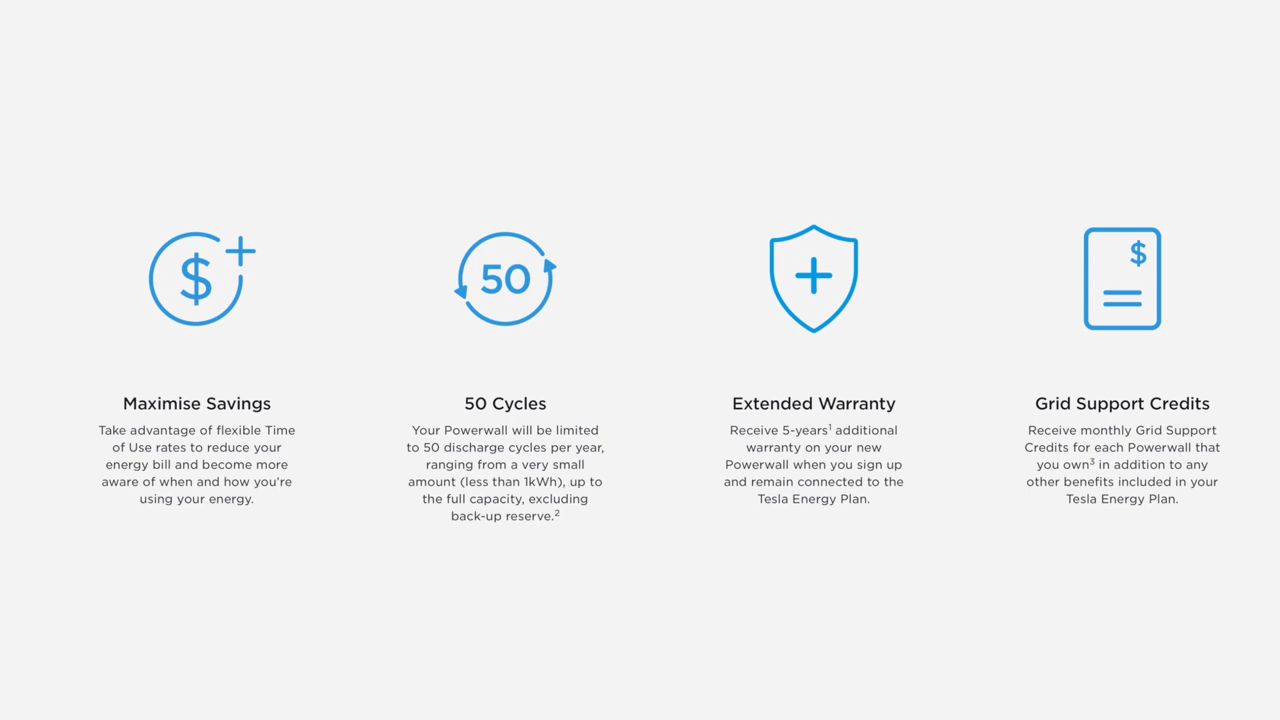 $
50
$
Maximise Savings
Take advantage of flexible Time
of Use rates to reduce your
energy bill and become more
aware of when and how you're
using your energy.
50 Cycles
Your Powerwall will be limited
to 50 discharge cycles per year,
ranging from a very small
amount (less than 1kWh), up to
the full capacity, excluding
back-up reserve.²
Extended Warranty
Receive 5-years¹ additional
warranty on your new
Powerwall when you sign up
and remain connected to the
Tesla Energy Plan.
Grid Support Credits
Receive monthly Grid Support
Credits for each Powerwall that
you own³ in addition to any
other benefits included in your
Tesla Energy Plan.